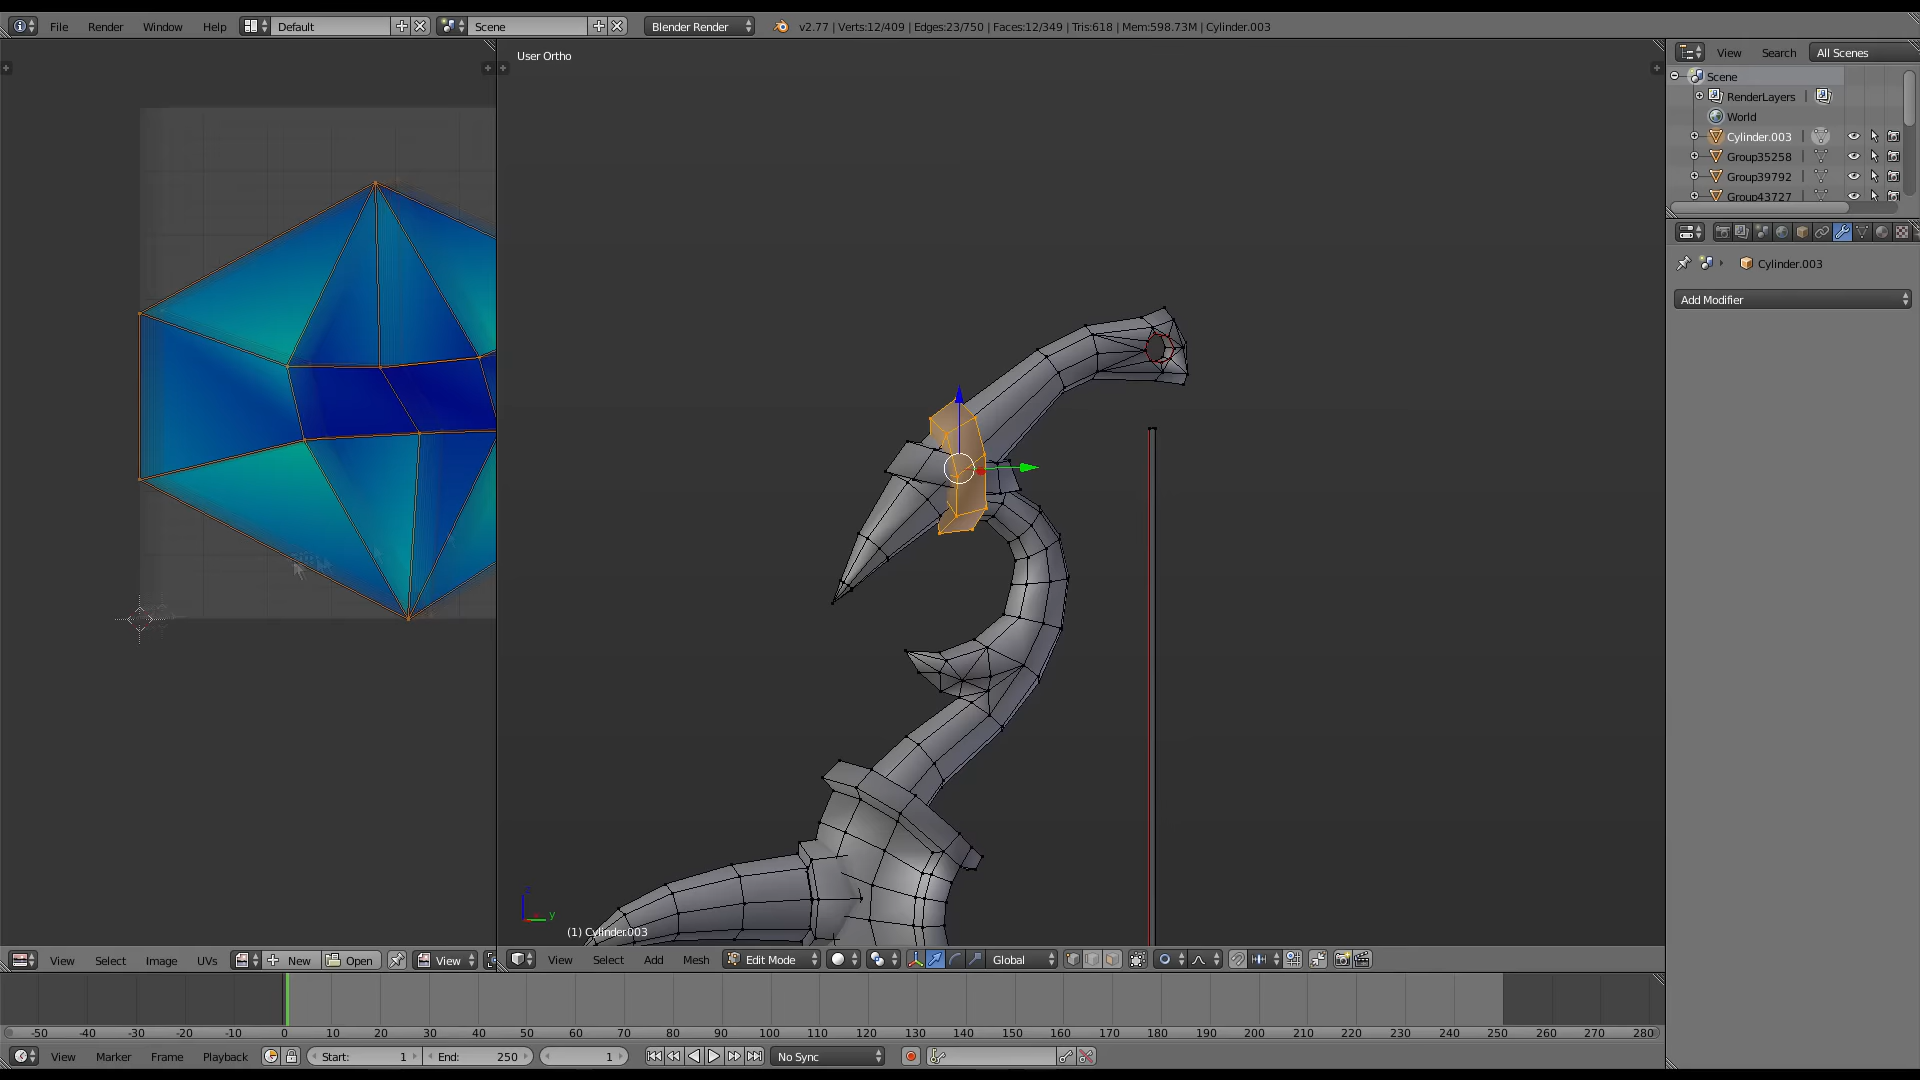 File Render Window Help Default Scene Blender Render v2.77 | Verts:12/409 | Edges:23/750 | Faces:12/349 | Tris:618 | Mem:598.73M | Cylinder.003
User Ortho
View Search All Scenes
Scene
RenderLayers
World
Cylinder.003
Group35258
Group39792
Group43727
Cylinder.003
Add Modifier
z
y
(1) Cylinder.003
View Select Image UVs New Open View
View Select Add Mesh Edit Mode Global
-50 -40 -30 -20 -10 0 10 20 30 40 50 60 70 80 90 100 110 120 130 140 150 160 170 180 190 200 210 220 230 240 250 260 270 280
View Marker Frame Playback Start: 1 End: 250 1 No Sync